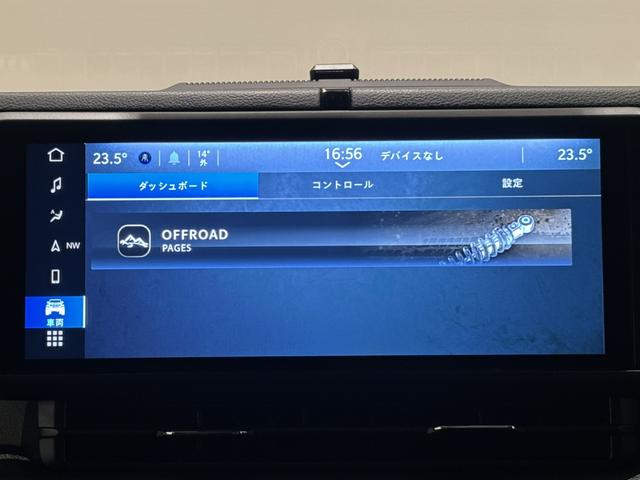 23.5°
14°
外
16:56
デバイスなし
23.5°
ダッシュボード
コントロール
設定
OFFROAD
PAGES
NW
車両